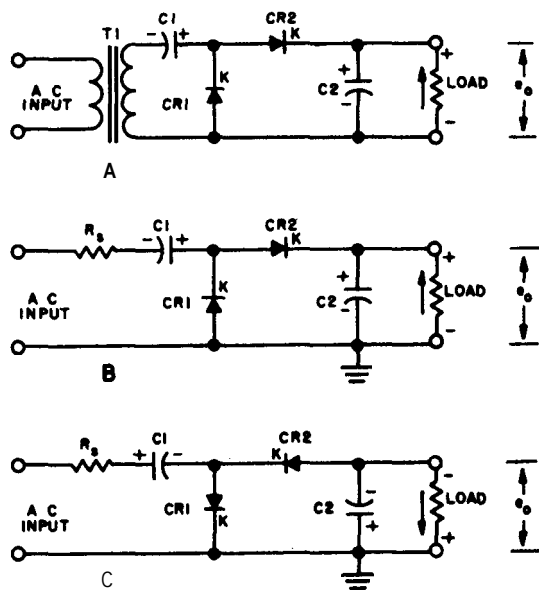 C1
- +
CR2
T1
K
K
+
+
A C
INPUT
CR1
C2
LOAD
e₀
-
-
A
Rs
C1
- +
CR2
K
K
+
+
A C
INPUT
CR1
C2
LOAD
e₀
-
-
B
Rs
C1
+ -
CR2
K
-
-
A C
INPUT
CR1
K
C2
LOAD
e₀
+
+
C